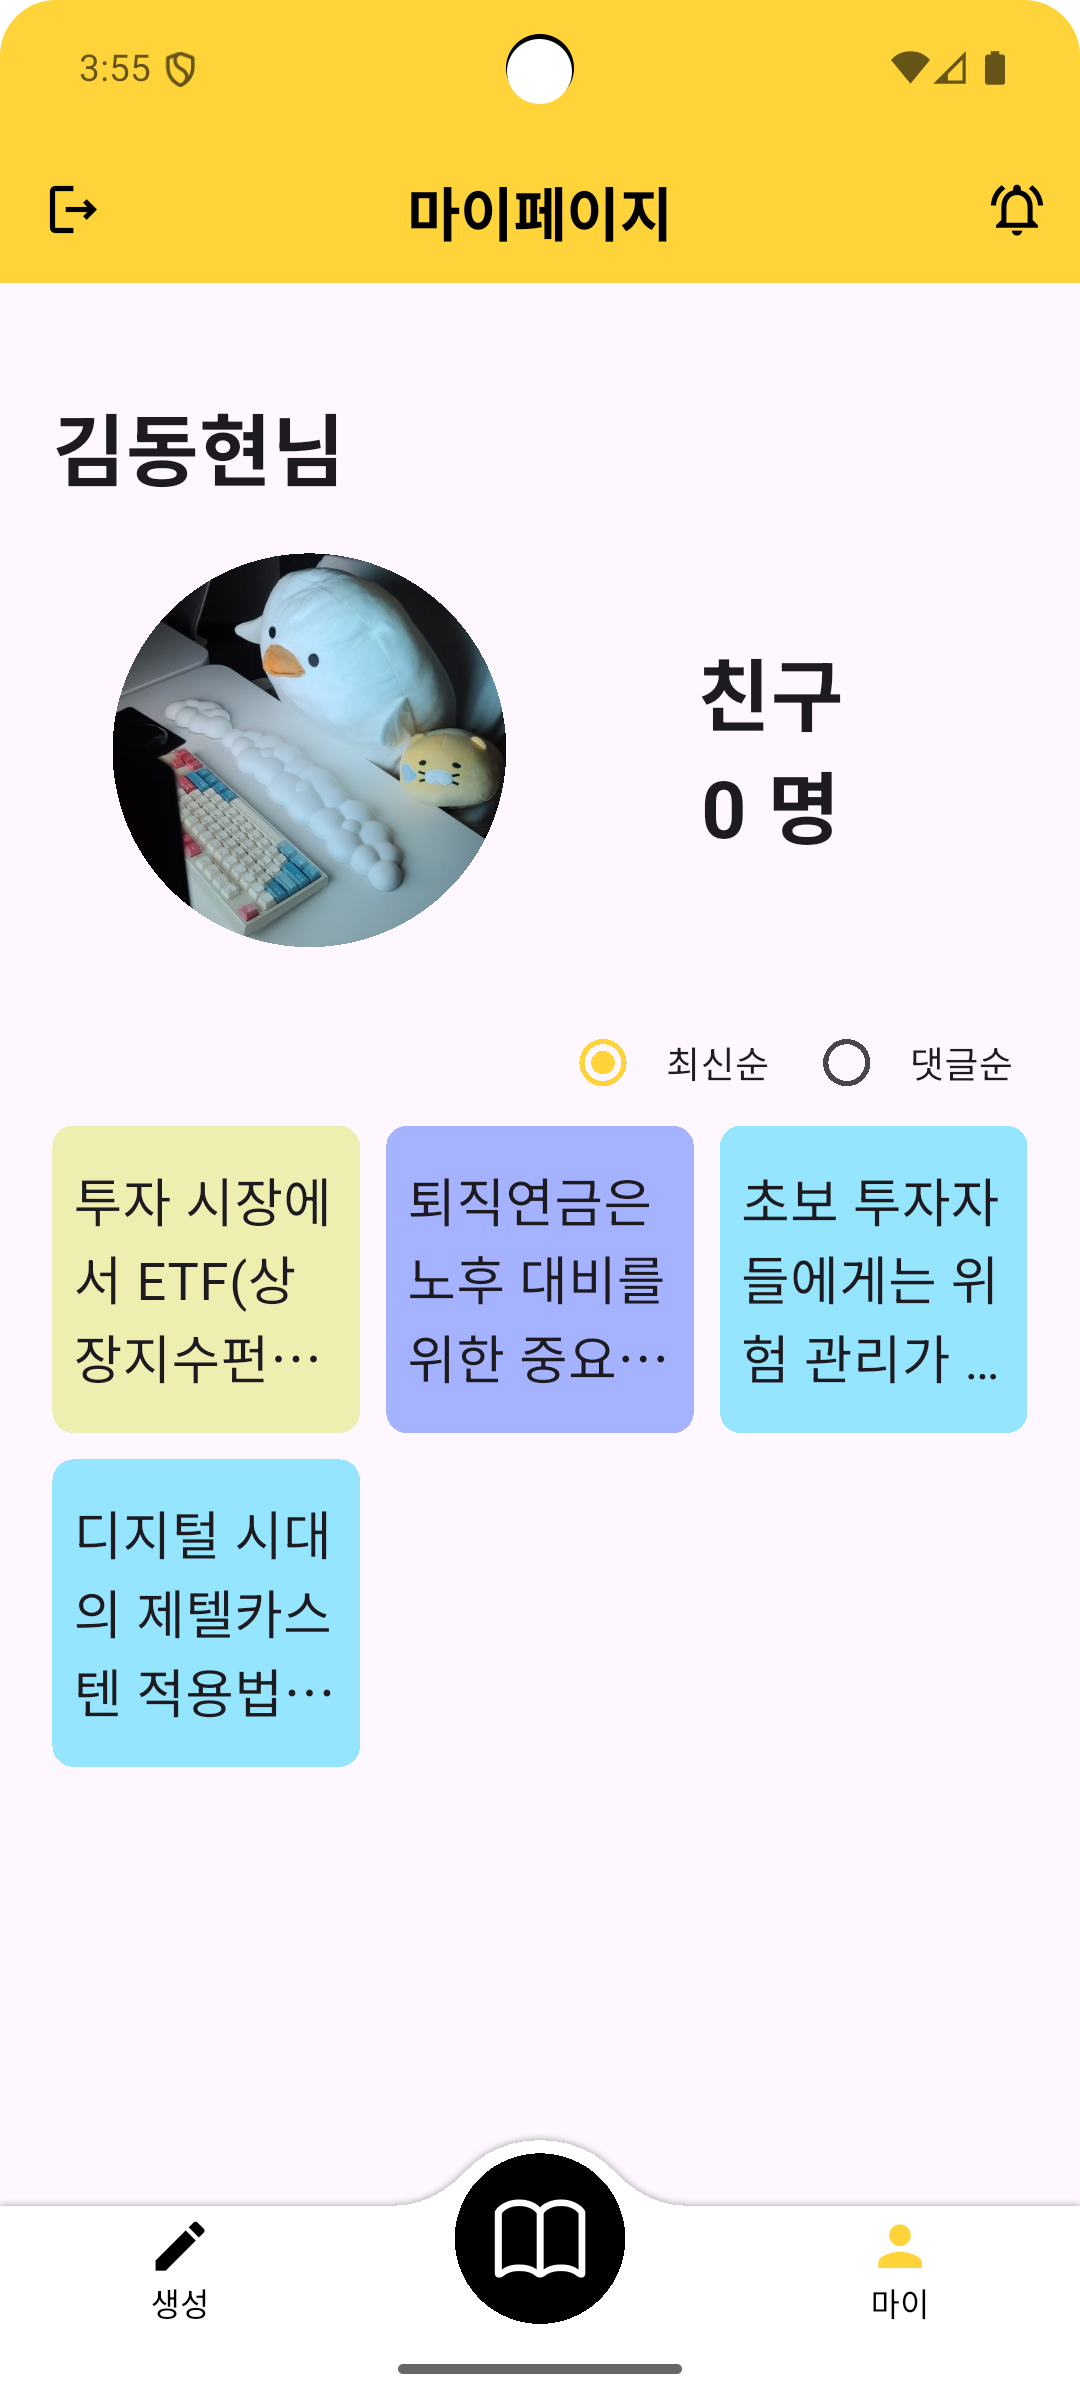 3:55
마이페이지
김동현님
친구
0 명
최신순 댓글순
투자 시장에
서 ETF(상
장지수펀…
퇴직연금은
노후 대비를
위한 중요…
초보 투자자
들에게는 위
험 관리가 ...
디지털 시대
의 제텔카스
텐 적용법…
생성
마이